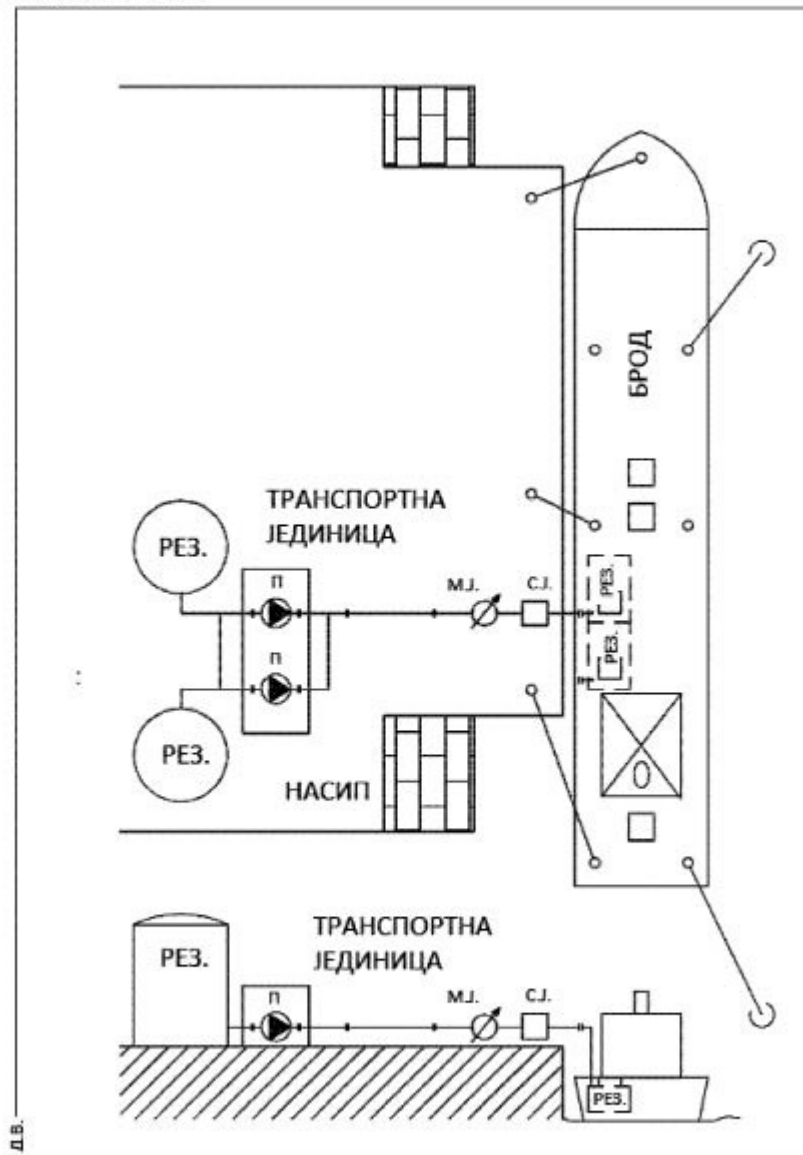 БРОД
ТРАНСПОРТНА
ЈЕДИНИЦА
РЕЗ.
П
М.Ј.
С.Ј.
РЕЗ.
П
РЕЗ.
РЕЗ.
НАСИП
ТРАНСПОРТНА
ЈЕДИНИЦА
РЕЗ.
П
М.Ј.
С.Ј.
РЕЗ.
Д.В.